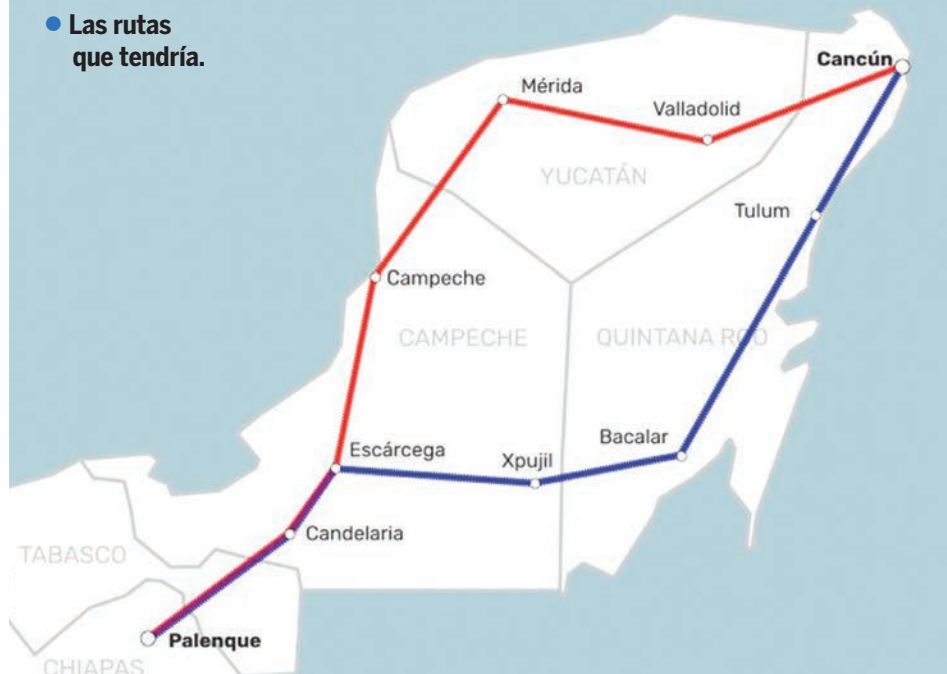 Las rutas
que tendría.
Cancún
Mérida
Valladolid
YUCATÁN
Tulum
Campeche
CAMPECHE
QUINTANA ROO
Bacalar
Escárcega
Xpujil
Candelaria
TABASCO
Palenque
CHIAPAS